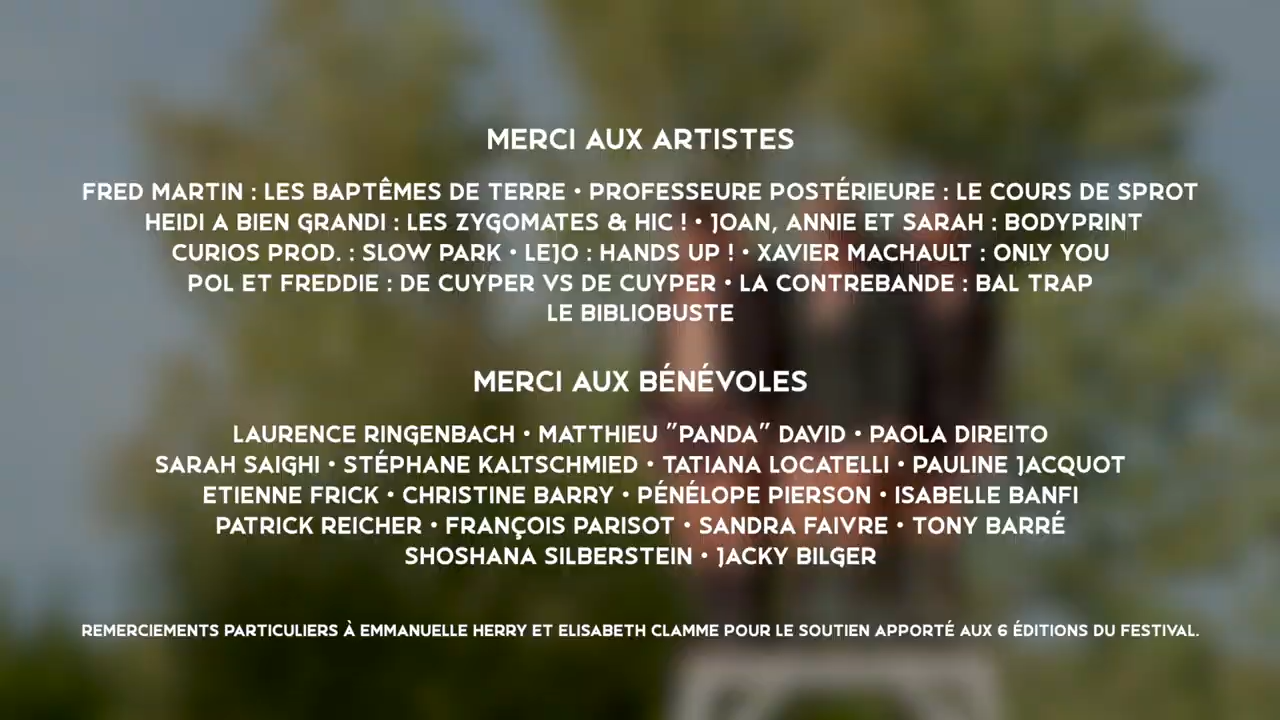 MERCI AUX ARTISTES
FRED MARTIN : LES BAPTÊMES DE TERRE • PROFESSEURE POSTÉRIEURE : LE COURS DE SPROT
HEIDI A BIEN GRANDI : LES ZYGOMATES & HIC ! • JOAN, ANNIE ET SARAH : BODYPRINT
CURIOS PROD. : SLOW PARK • LEJO : HANDS UP ! • XAVIER MACHAULT : ONLY YOU
POL ET FREDDIE : DE CUYPER VS DE CUYPER • LA CONTREBANDE : BAL TRAP
LE BIBLIOBUSTE
MERCI AUX BÉNÉVOLES
LAURENCE RINGENBACH • MATTHIEU "PANDA" DAVID • PAOLA DIREITO
SARAH SAIGHI • STÉPHANE KALTSCHMIED • TATIANA LOCATELLI • PAULINE JACQUOT
ETIENNE FRICK • CHRISTINE BARRY • PÉNÉLOPE PIERSON • ISABELLE BANFI
PATRICK REICHER • FRANÇOIS PARISOT • SANDRA FAIVRE • TONY BARRÉ
SHOSHANA SILBERSTEIN • JACKY BILGER
REMERCIEMENTS PARTICULIERS À EMMANUELLE HERRY ET ELISABETH CLAMME POUR LE SOUTIEN APPORTÉ AUX 6 ÉDITIONS DU FESTIVAL.